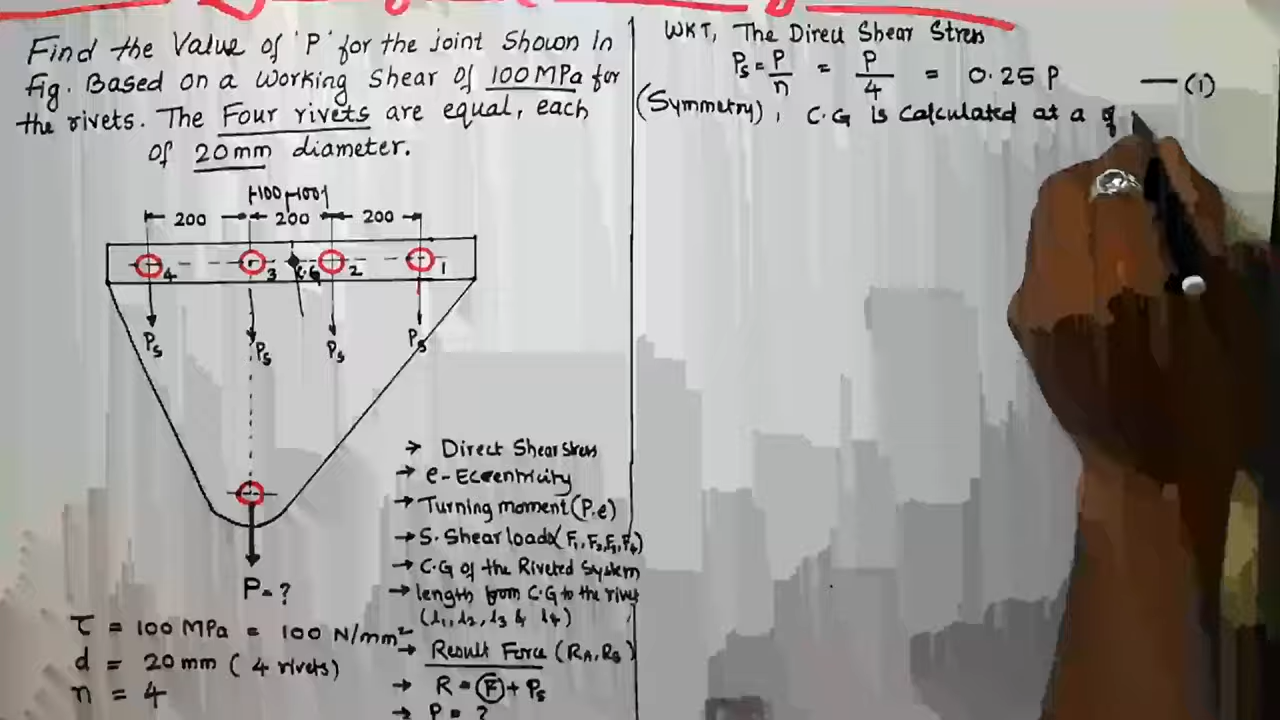 Find the Value of 'P' for the joint Shown in
Fig. Based on a Working Shear of 100 MPa for
the rivets. The Four rivets are equal, each
of 20mm diameter.
100 100
200 200 200
4 3 C.G 2 1
Ps Ps Ps Ps
P = ?
τ = 100 MPa = 100 N/mm²
d = 20mm ( 4 rivets)
n = 4
→ Direct Shear Stress
→ e - Eccentricity
→ Turning moment (P.e)
→ S. Shear loads (F1, F2, F3, F4)
→ C.G of the Riveted System
→ length from C.G to the rivet
(l1, l2, l3 & l4)
→ Result Force (RA, RB)
→ R = F + Ps
→ P = ?
WKT, The Direct Shear Stress
Ps = P/n = P/4 = 0.25 P —(1)
(Symmetry), C.G is calculated at a